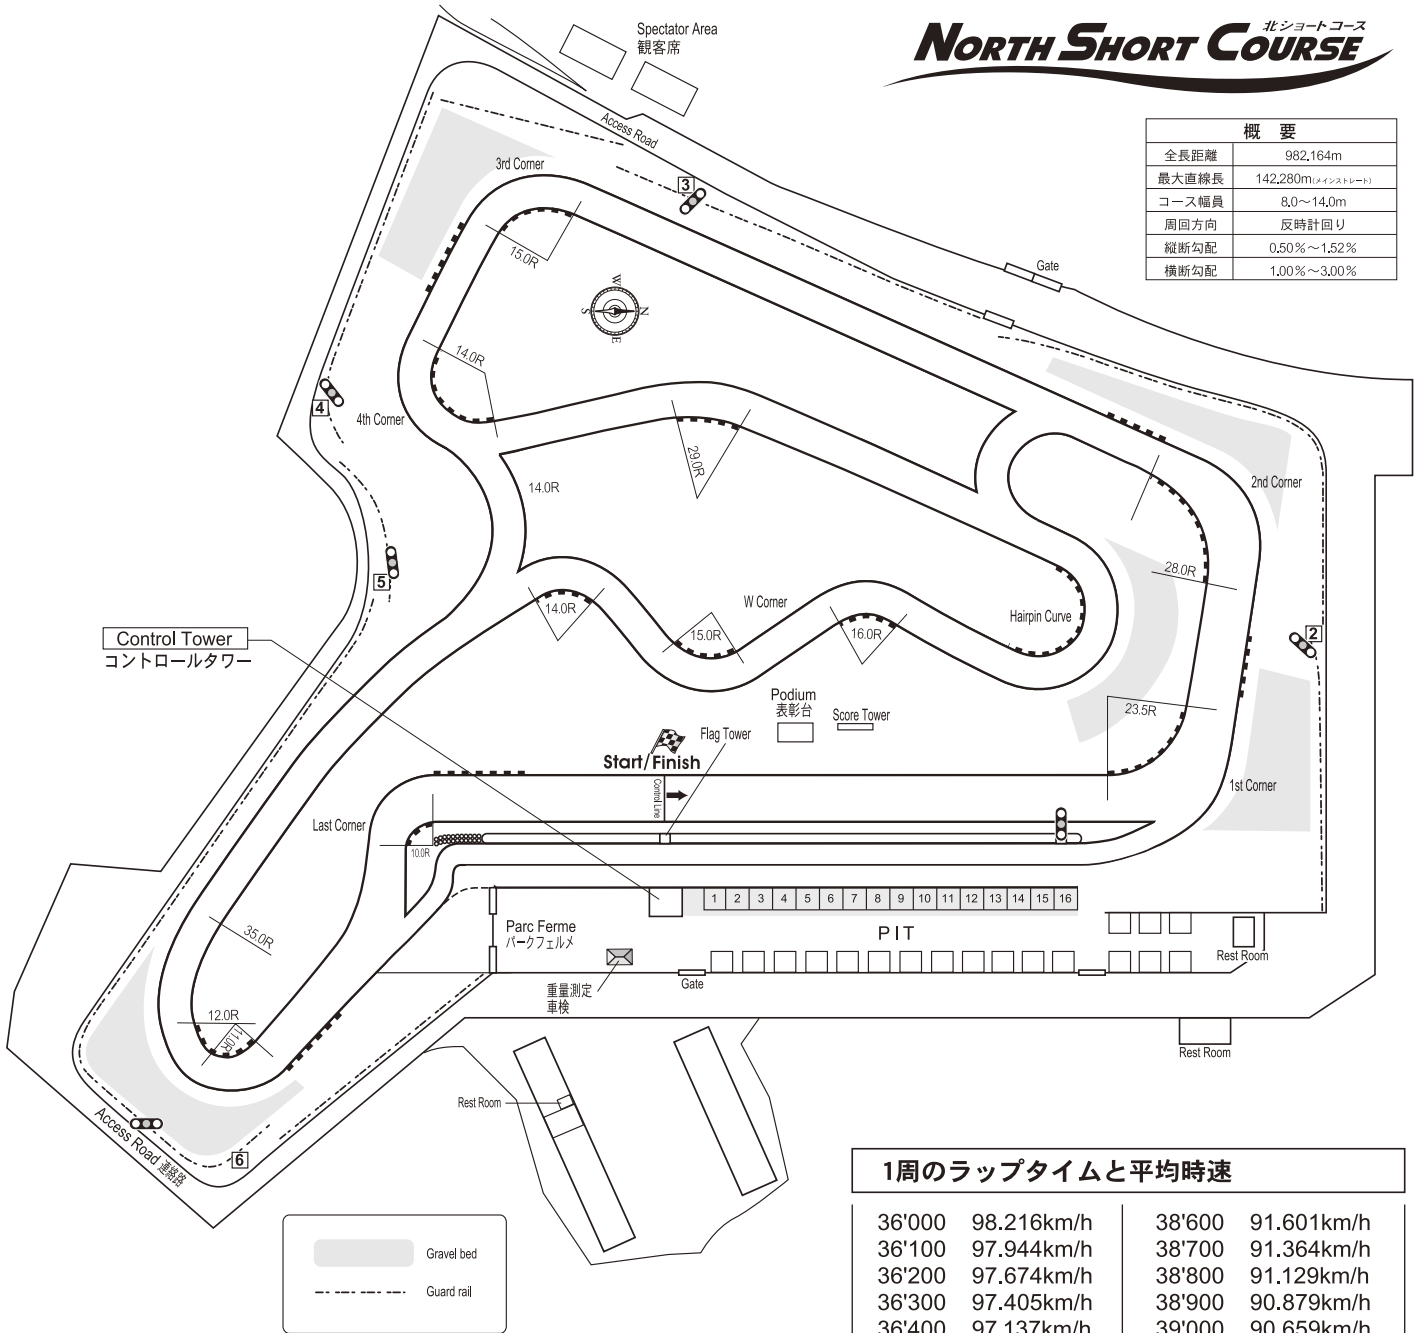 北ショートコース
NORTH SHORT COURSE
概 要
全長距離 982.164m
最大直線長 142.280m(メインストレート)
コース幅員 8.0～14.0m
周回方向 反時計回り
縦断勾配 0.50％～1.52％
横断勾配 1.00％～3.00％
Spectator Area
観客席
Access Road
3rd Corner
3
15.0R
W
S N
E
Gate
14.0R
4
4th Corner
29.0R
14.0R
2nd Corner
5
28.0R
14.0R
W Corner
15.0R
16.0R
Hairpin Curve
2
Control Tower
コントロールタワー
Podium
表彰台
Score Tower
23.5R
Flag Tower
Start/Finish
Control Line
1st Corner
Last Corner
10.0R
1 2 3 4 5 6 7 8 9 10 11 12 13 14 15 16
PIT
Parc Ferme
パークフェルメ
35.0R
Rest Room
重量測定
車検
Gate
12.0R
11.0R
Rest Room
Rest Room
Access Road 連絡路
6
Gravel bed
Guard rail
1周のラップタイムと平均時速
36'000 98.216km/h 38'600 91.601km/h
36'100 97.944km/h 38'700 91.364km/h
36'200 97.674km/h 38'800 91.129km/h
36'300 97.405km/h 38'900 90.879km/h
36'400 97.137km/h 39'000 90.659km/h